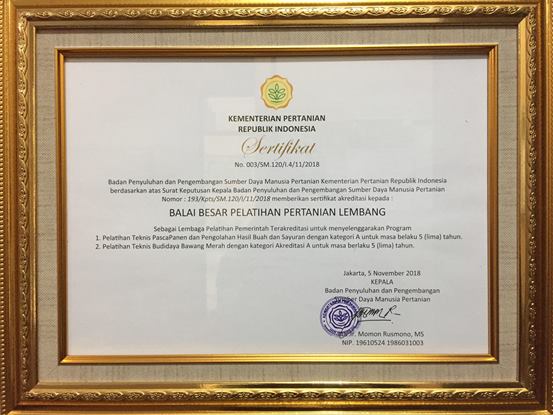 KEMENTERIAN PERTANIAN
REPUBLIK INDONESIA
Sertifikat
No. 003/SM.120/I.4/11/2018
Badan Penyuluhan dan Pengembangan Sumber Daya Manusia Pertanian Kementerian Pertanian Republik Indonesia
berdasarkan atas Surat Keputusan Kepala Badan Penyuluhan dan Pengembangan Sumber Daya Manusia Pertanian
Nomor : 193/Kpts/SM.120/I/11/2018 memberikan sertifikat akreditasi kepada :
BALAI BESAR PELATIHAN PERTANIAN LEMBANG
Sebagai Lembaga Pelatihan Pemerintah Terakreditasi untuk menyelenggarakan Program
1. Pelatihan Teknis PascaPanen dan Pengolahan Hasil Buah dan Sayuran dengan kategori A untuk masa belaku 5 (lima) tahun.
2. Pelatihan Teknis Budidaya Bawang Merah dengan kategori Akreditasi A untuk masa belaku 5 (lima) tahun.
Jakarta, 5 November 2018
KEPALA
Badan Penyuluhan dan Pengembangan
Sumber Daya Manusia Pertanian
Ir. Momon Rusmono, MS
NIP. 19610524 1986031003